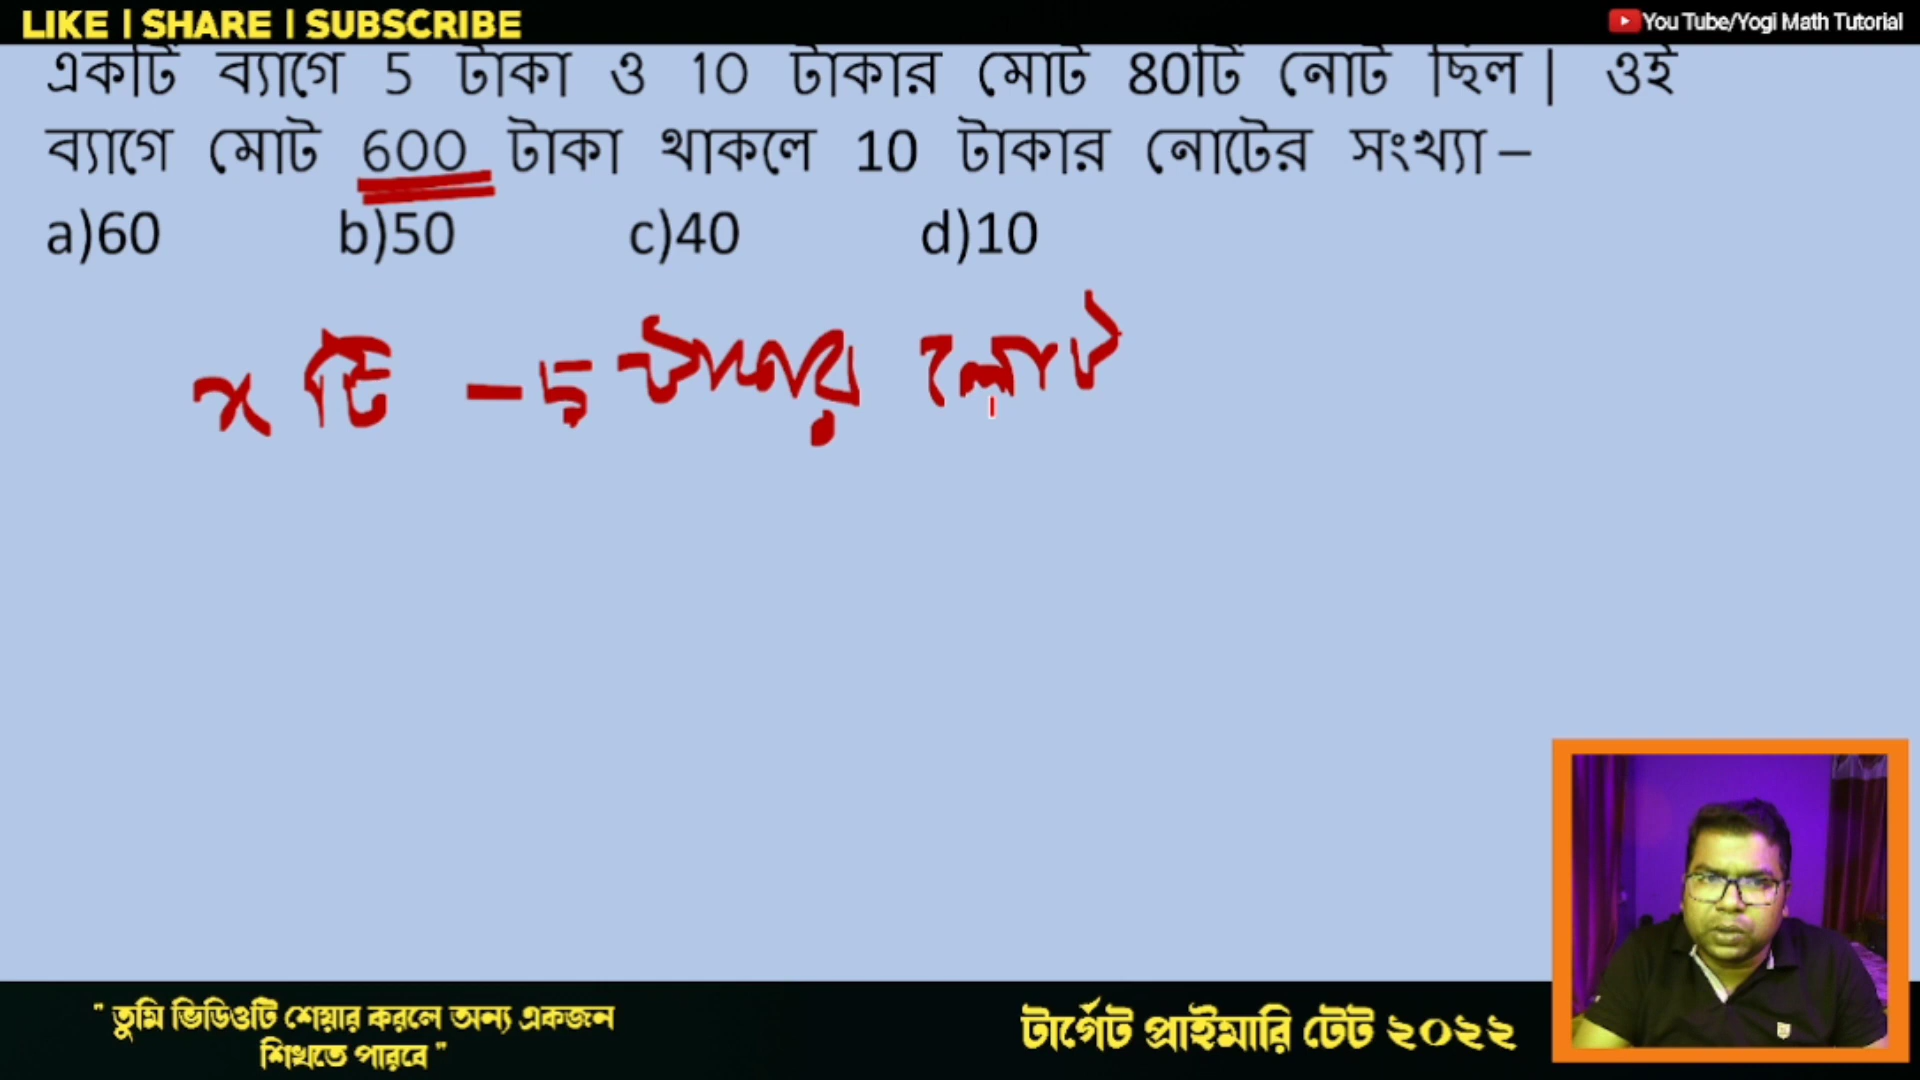 LIKE | SHARE | SUBSCRIBE
You Tube/Yogi Math Tutorial
একটি ব্যাগে 5 টাকা ও 10 টাকার মোট 80টি নোট ছিল| ওই
ব্যাগে মোট 600 টাকা থাকলে 10 টাকার নোটের সংখ্যা–
a)60 b)50 c)40 d)10
x টি - 5 টাকার নোট
" তুমি ভিডিওটি শেয়ার করলে অন্য একজন
শিখতে পারবে "
টার্গেট প্রাইমারি টেট ২০২২